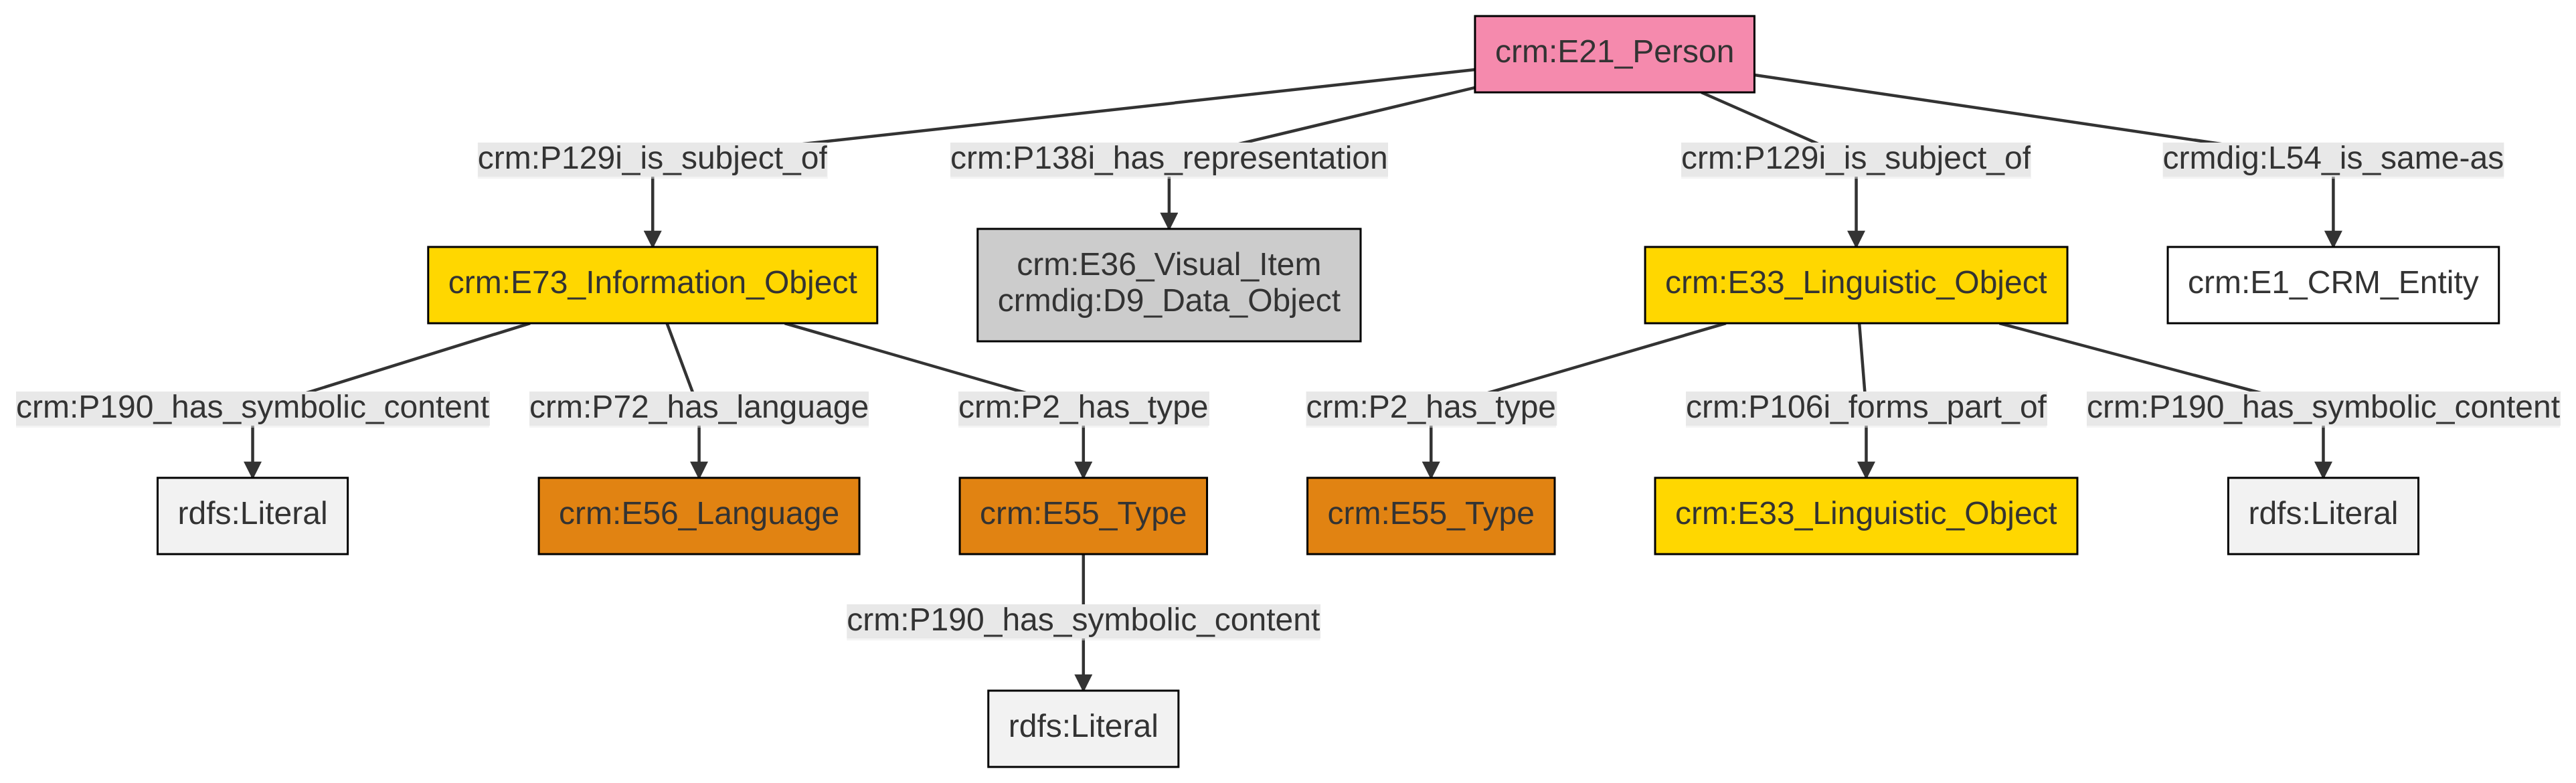 crm:E21_Person
crm:P129i_is_subject_of
crm:P138i_has_representation
crm:P129i_is_subject_of
crmdig:L54_is_same-as
crm:E73_Information_Object
crm:E36_Visual_Item
crmdig:D9_Data_Object
crm:E33_Linguistic_Object
crm:E1_CRM_Entity
crm:P190_has_symbolic_content
crm:P72_has_language
crm:P2_has_type
crm:P2_has_type
crm:P106i_forms_part_of
crm:P190_has_symbolic_content
rdfs:Literal
crm:E56_Language
crm:E55_Type
crm:E55_Type
crm:E33_Linguistic_Object
rdfs:Literal
crm:P190_has_symbolic_content
rdfs:Literal